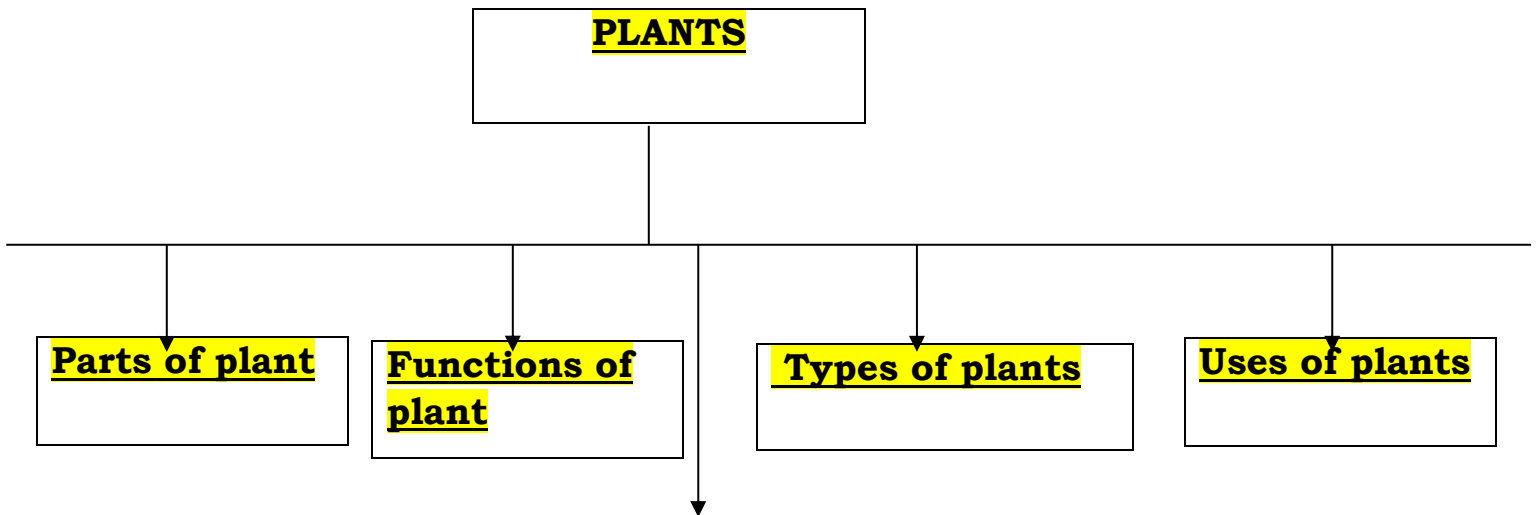 PLANTS
Parts of plant
Functions of
plant
Types of plants
Uses of plants